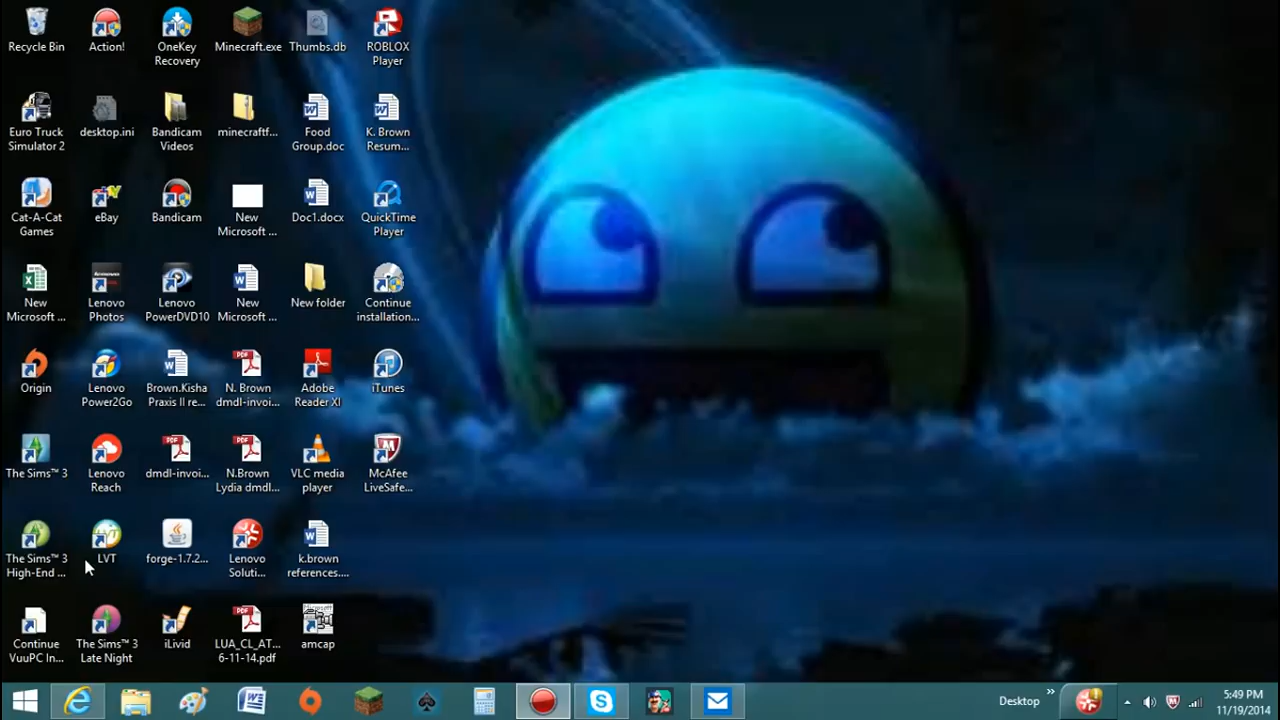 Recycle Bin
Action!
OneKey
Recovery
Minecraft.exe
Thumbs.db
ROBLOX
Player
Euro Truck
Simulator 2
desktop.ini
Bandicam
Videos
minecraftf...
Food
Group.doc
K. Brown
Resum...
Cat-A-Cat
Games
eBay
Bandicam
New
Microsoft ...
Doc1.docx
QuickTime
Player
New
Microsoft ...
Lenovo
Photos
Lenovo
PowerDVD10
New
Microsoft ...
New folder
Continue
installation...
Origin
Lenovo
Power2Go
Brown.Kisha
Praxis II re...
N. Brown
dmdl-invoi...
Adobe
Reader XI
iTunes
The Sims™ 3
Lenovo
Reach
dmdl-invoi...
N.Brown
Lydia dmdl...
VLC media
player
McAfee
LiveSafe...
The Sims™ 3
High-End ...
LVT
forge-1.7.2...
Lenovo
Soluti...
k.brown
references....
Continue
VuuPC In...
The Sims™ 3
Late Night
iLivid
LUA_CL_AT...
6-11-14.pdf
amcap
Desktop
5:49 PM
11/19/2014